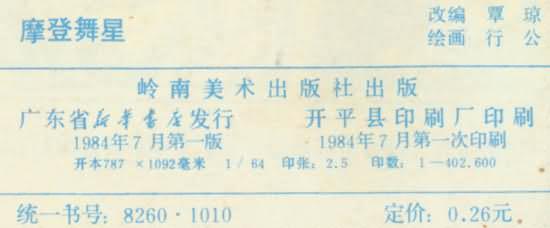 摩登舞星
改编 覃琼
绘画 行公
岭南美术出版社出版
广东省新华书店发行 开平县印刷厂印刷
1984年7月第一版 1984年7月第一次印刷
开本787×1092毫米 1/64 印张：2.5 印数：1—402.600
统一书号：8260·1010 定价：0.26元